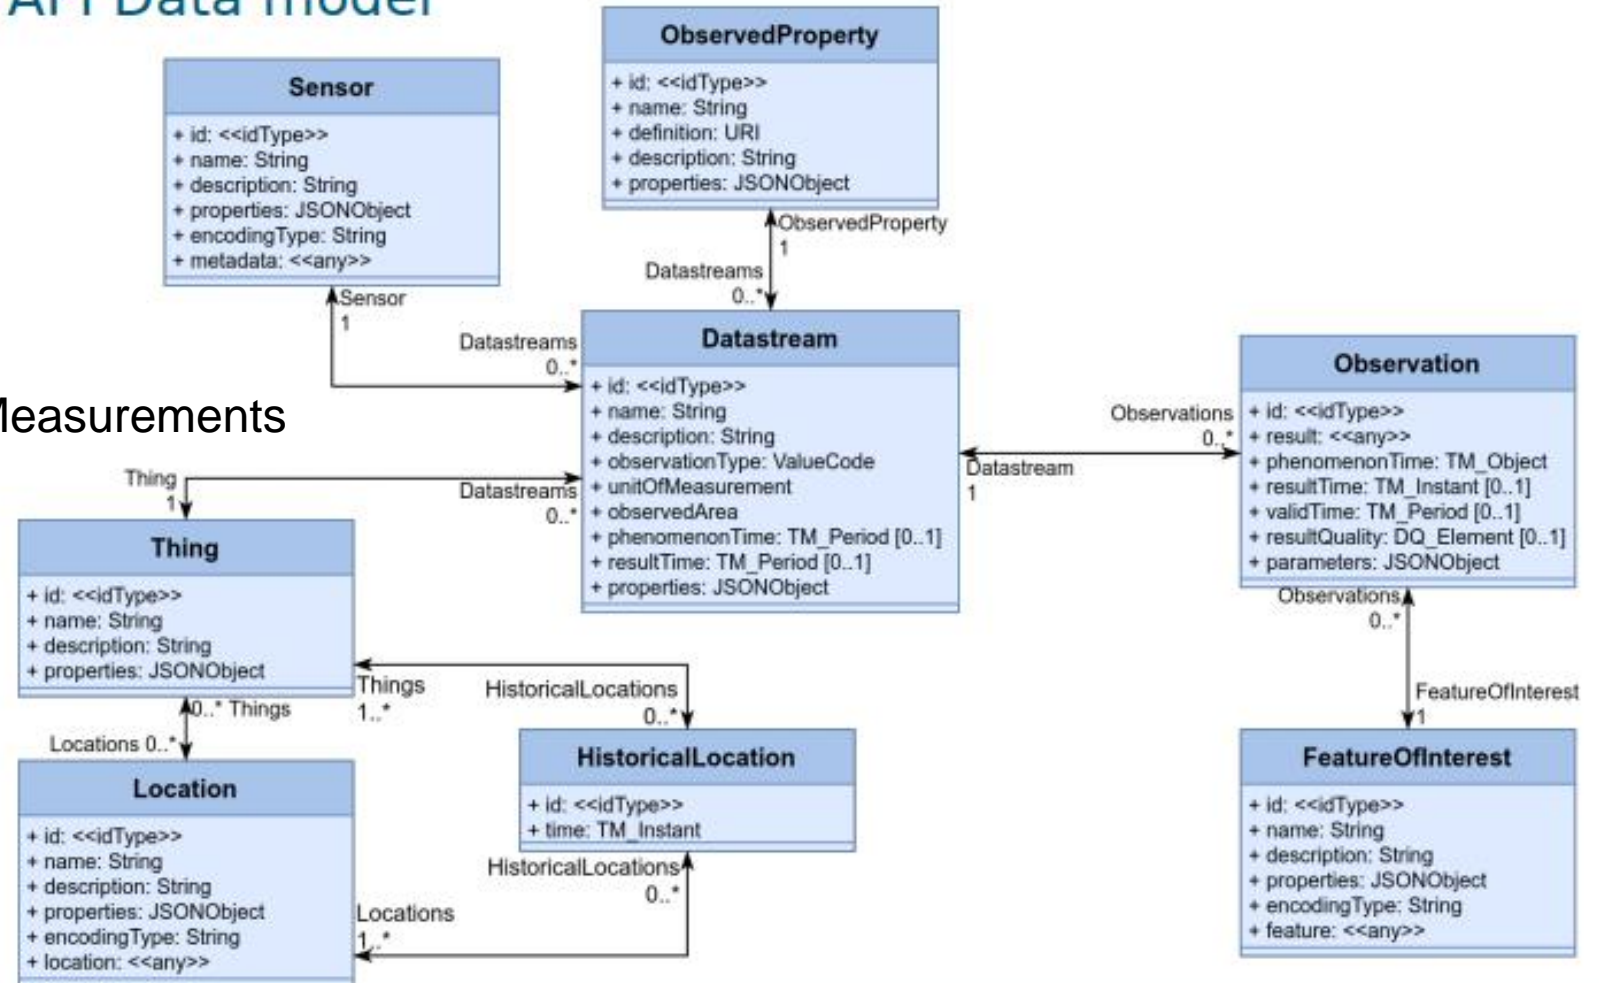 API Data model
ObservedProperty
+ id: <<idType>>
+ name: String
+ definition: URI
+ description: String
+ properties: JSONObject
Sensor
+ id: <<idType>>
+ name: String
+ description: String
+ properties: JSONObject
+ encodingType: String
+ metadata: <<any>>
ObservedProperty
1
Datastreams
0..*
Sensor
1
Datastreams
0..*
Datastream
+ id: <<idType>>
+ name: String
+ description: String
+ observationType: ValueCode
+ unitOfMeasurement
+ observedArea
+ phenomenonTime: TM_Period [0..1]
+ resultTime: TM_Period [0..1]
+ properties: JSONObject
Observation
+ id: <<idType>>
+ result: <<any>>
+ phenomenonTime: TM_Object
+ resultTime: TM_Instant [0..1]
+ validTime: TM_Period [0..1]
+ resultQuality: DQ_Element [0..1]
+ parameters: JSONObject
Observations
0..*
Datastream
1
Measurements
Thing
1
Datastreams
0..*
Thing
+ id: <<idType>>
+ name: String
+ description: String
+ properties: JSONObject
Observations
0..*
FeatureOfInterest
1
Things
1..*
HistoricalLocations
0..*
0..* Things
Locations 0..*
HistoricalLocation
+ id: <<idType>>
+ time: TM_Instant
FeatureOfInterest
+ id: <<idType>>
+ name: String
+ description: String
+ properties: JSONObject
+ encodingType: String
+ feature: <<any>>
Location
+ id: <<idType>>
+ name: String
+ description: String
+ properties: JSONObject
+ encodingType: String
+ location: <<any>>
HistoricalLocations
0..*
Locations
1..*